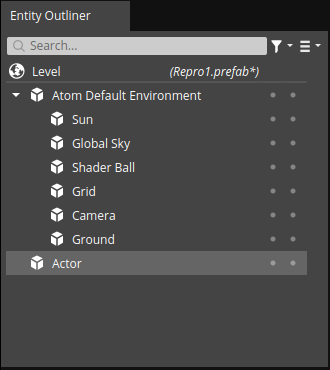 Entity Outliner
Search...
Level (Repro1.prefab*)
Atom Default Environment
Sun
Global Sky
Shader Ball
Grid
Camera
Ground
Actor